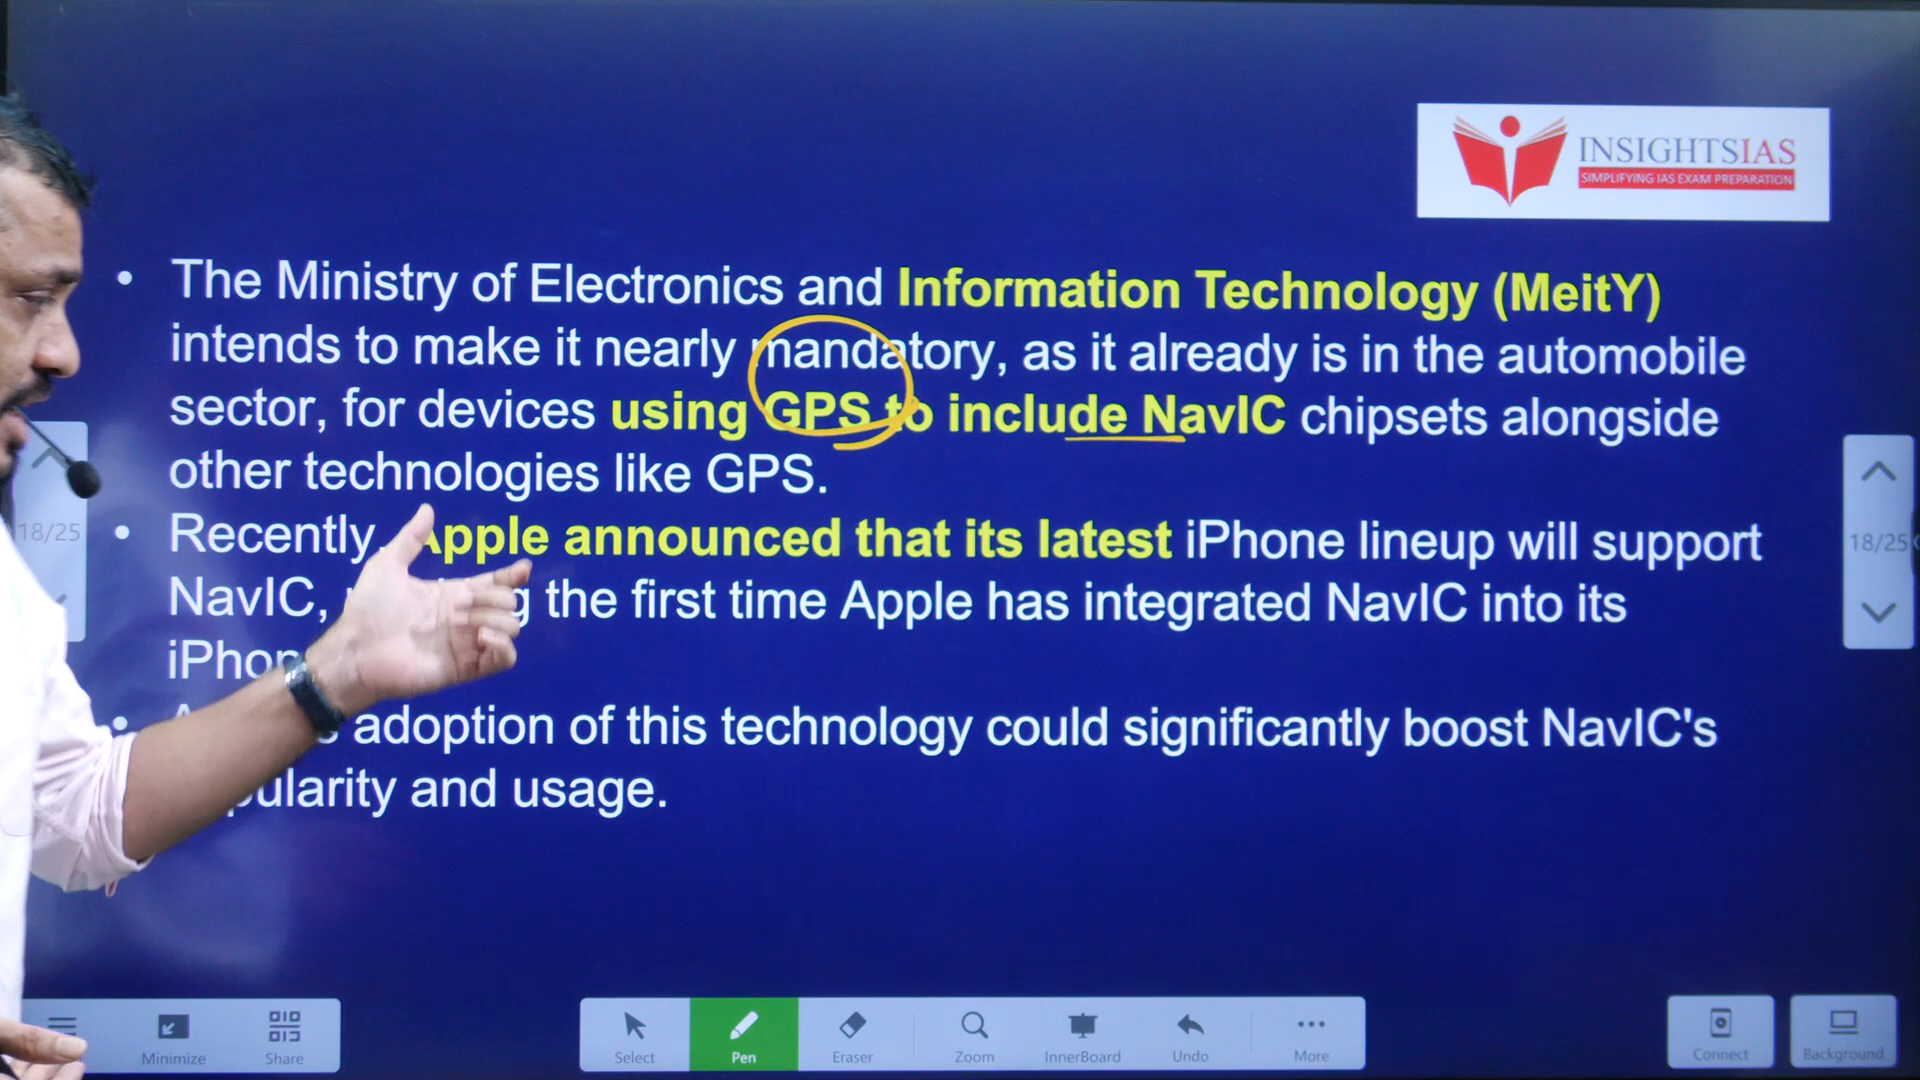 INSIGHTSIAS
SIMPLIFYING IAS EXAM PREPARATION
• The Ministry of Electronics and Information Technology (MeitY)
intends to make it nearly mandatory, as it already is in the automobile
sector, for devices using GPS to include NavIC chipsets alongside
other technologies like GPS.
• Recently, Apple announced that its latest iPhone lineup will support
NavIC, the first time Apple has integrated NavIC into its
• adoption of this technology could significantly boost NavIC's
and usage.
18/25
18/25
Minimize
Share
Select
Pen
Eraser
Zoom
InnerBoard
Undo
More
Connect
Background